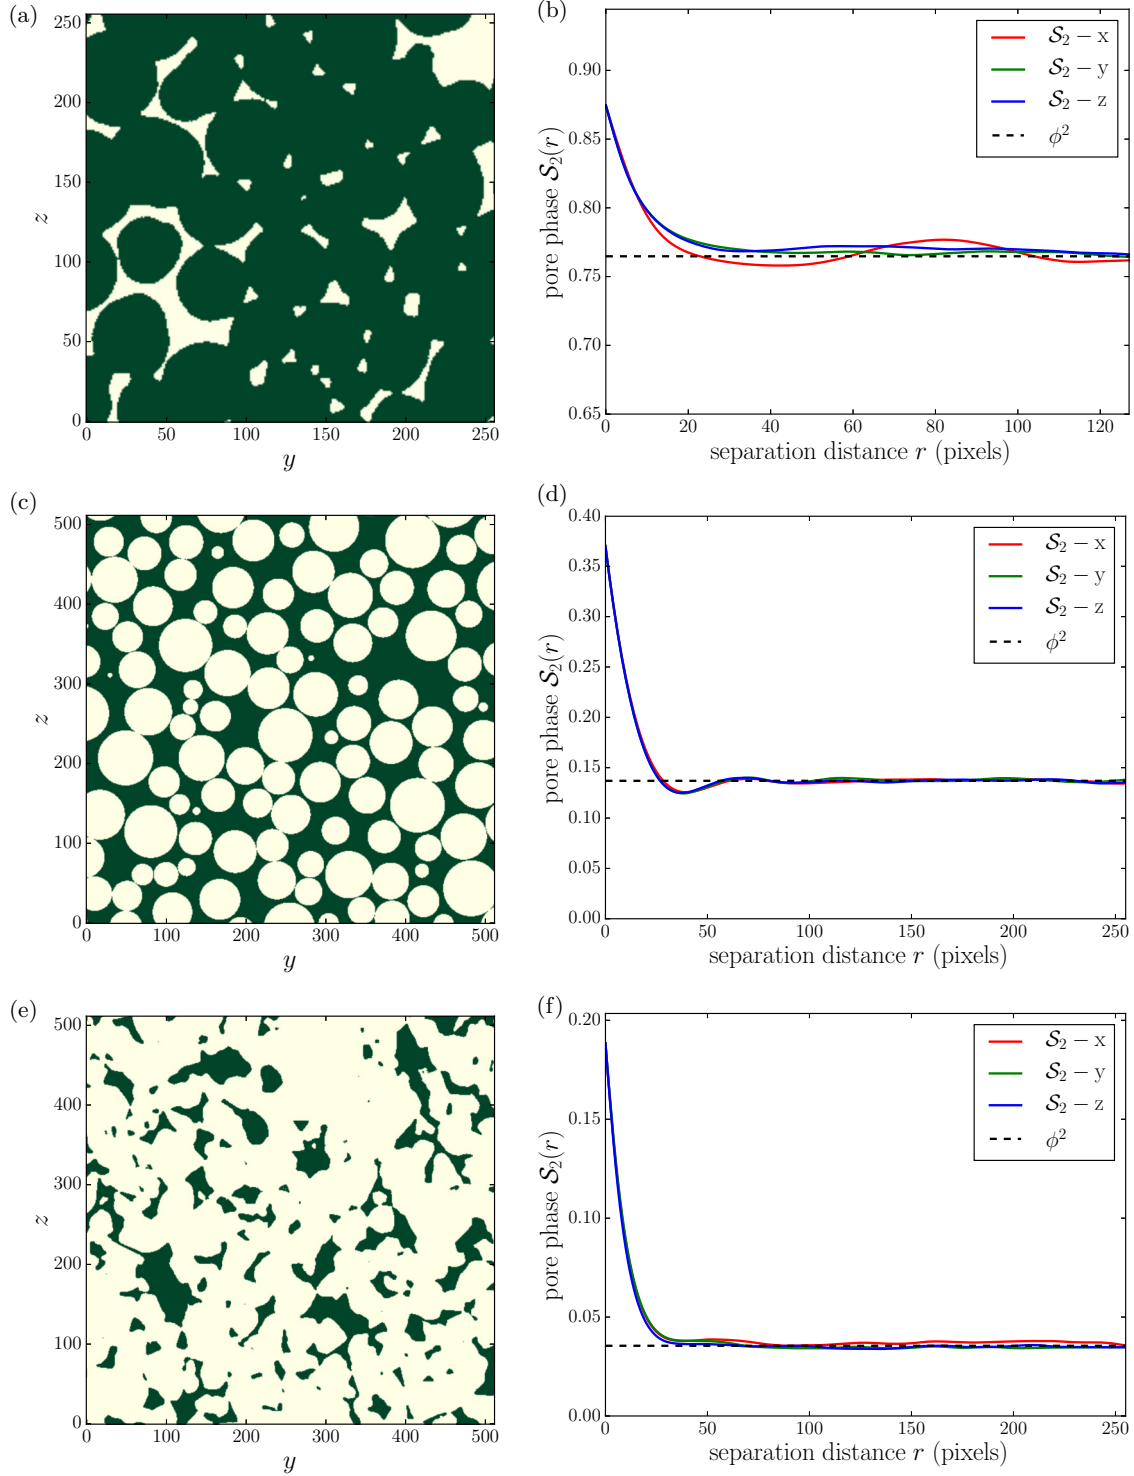 (a)
250
200
150
100
50
0
z
0 50 100 150 200 250
y
(b)
0.90
0.85
0.80
0.75
0.70
0.65
pore phase 𝒮₂(r)
0 20 40 60 80 100 120
separation distance r (pixels)
𝒮₂ − x
𝒮₂ − y
𝒮₂ − z
ϕ²
(c)
500
400
300
200
100
0
z
0 100 200 300 400 500
y
(d)
0.40
0.35
0.30
0.25
0.20
0.15
0.10
0.05
0.00
pore phase 𝒮₂(r)
0 50 100 150 200 250
separation distance r (pixels)
𝒮₂ − x
𝒮₂ − y
𝒮₂ − z
ϕ²
(e)
500
400
300
200
100
0
z
0 100 200 300 400 500
y
(f)
0.20
0.15
0.10
0.05
0.00
pore phase 𝒮₂(r)
0 50 100 150 200 250
separation distance r (pixels)
𝒮₂ − x
𝒮₂ − y
𝒮₂ − z
ϕ²